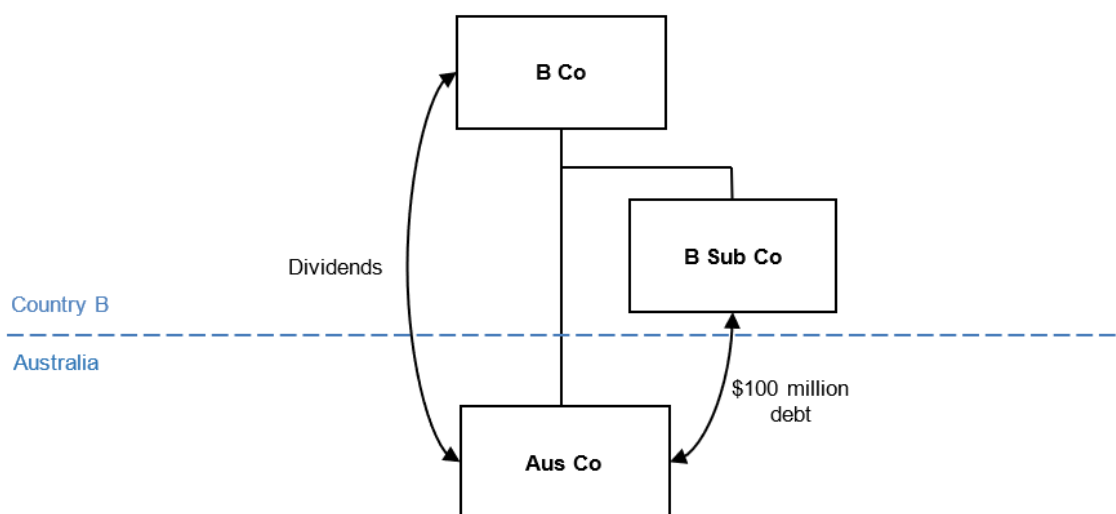 B Co
B Sub Co
Dividends
Country B
Australia
$100 million
debt
Aus Co